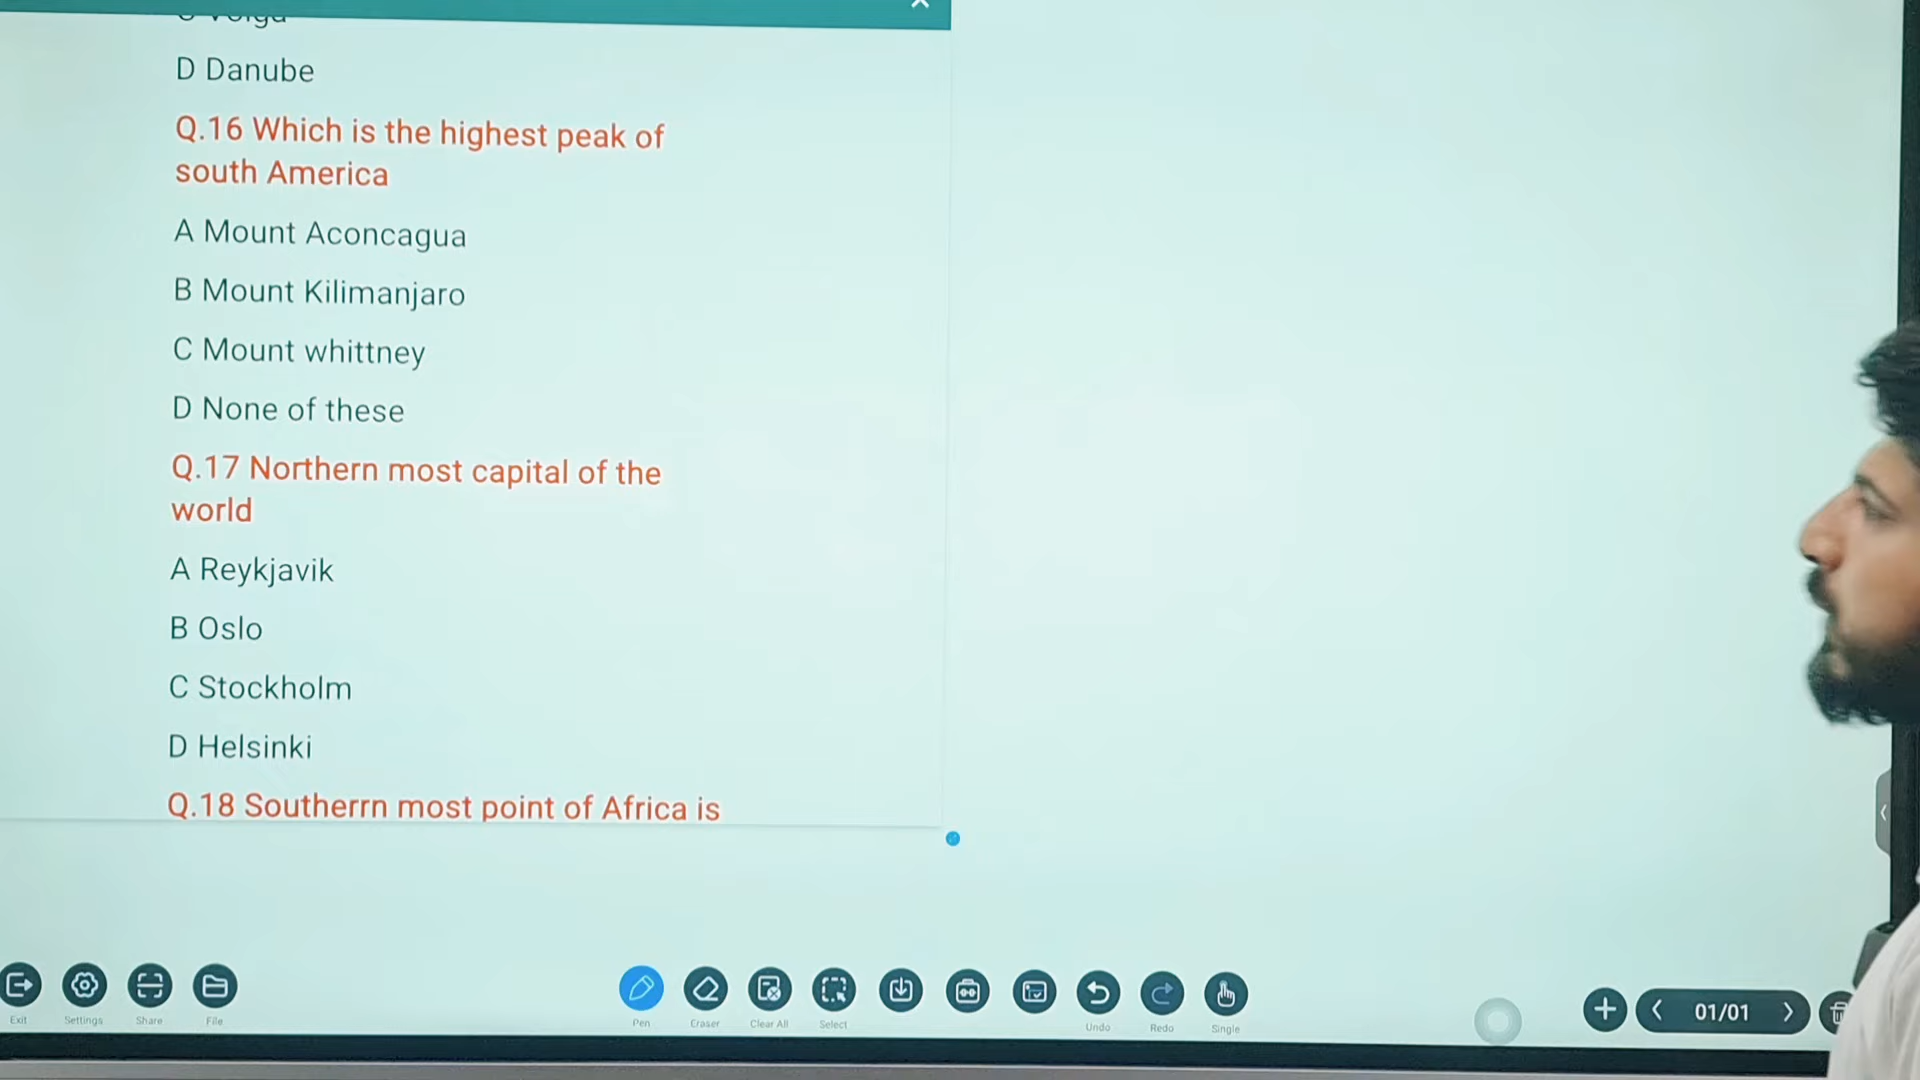 D Danube
Q.16 Which is the highest peak of
south America
A Mount Aconcagua
B Mount Kilimanjaro
C Mount whittney
D None of these
Q.17 Northern most capital of the
world
A Reykjavik
B Oslo
C Stockholm
D Helsinki
Q.18 Southerrn most point of Africa is
Exit
Settings
Share
File
Pen
Eraser
Clear All
Select
Undo
Redo
Single
01/01